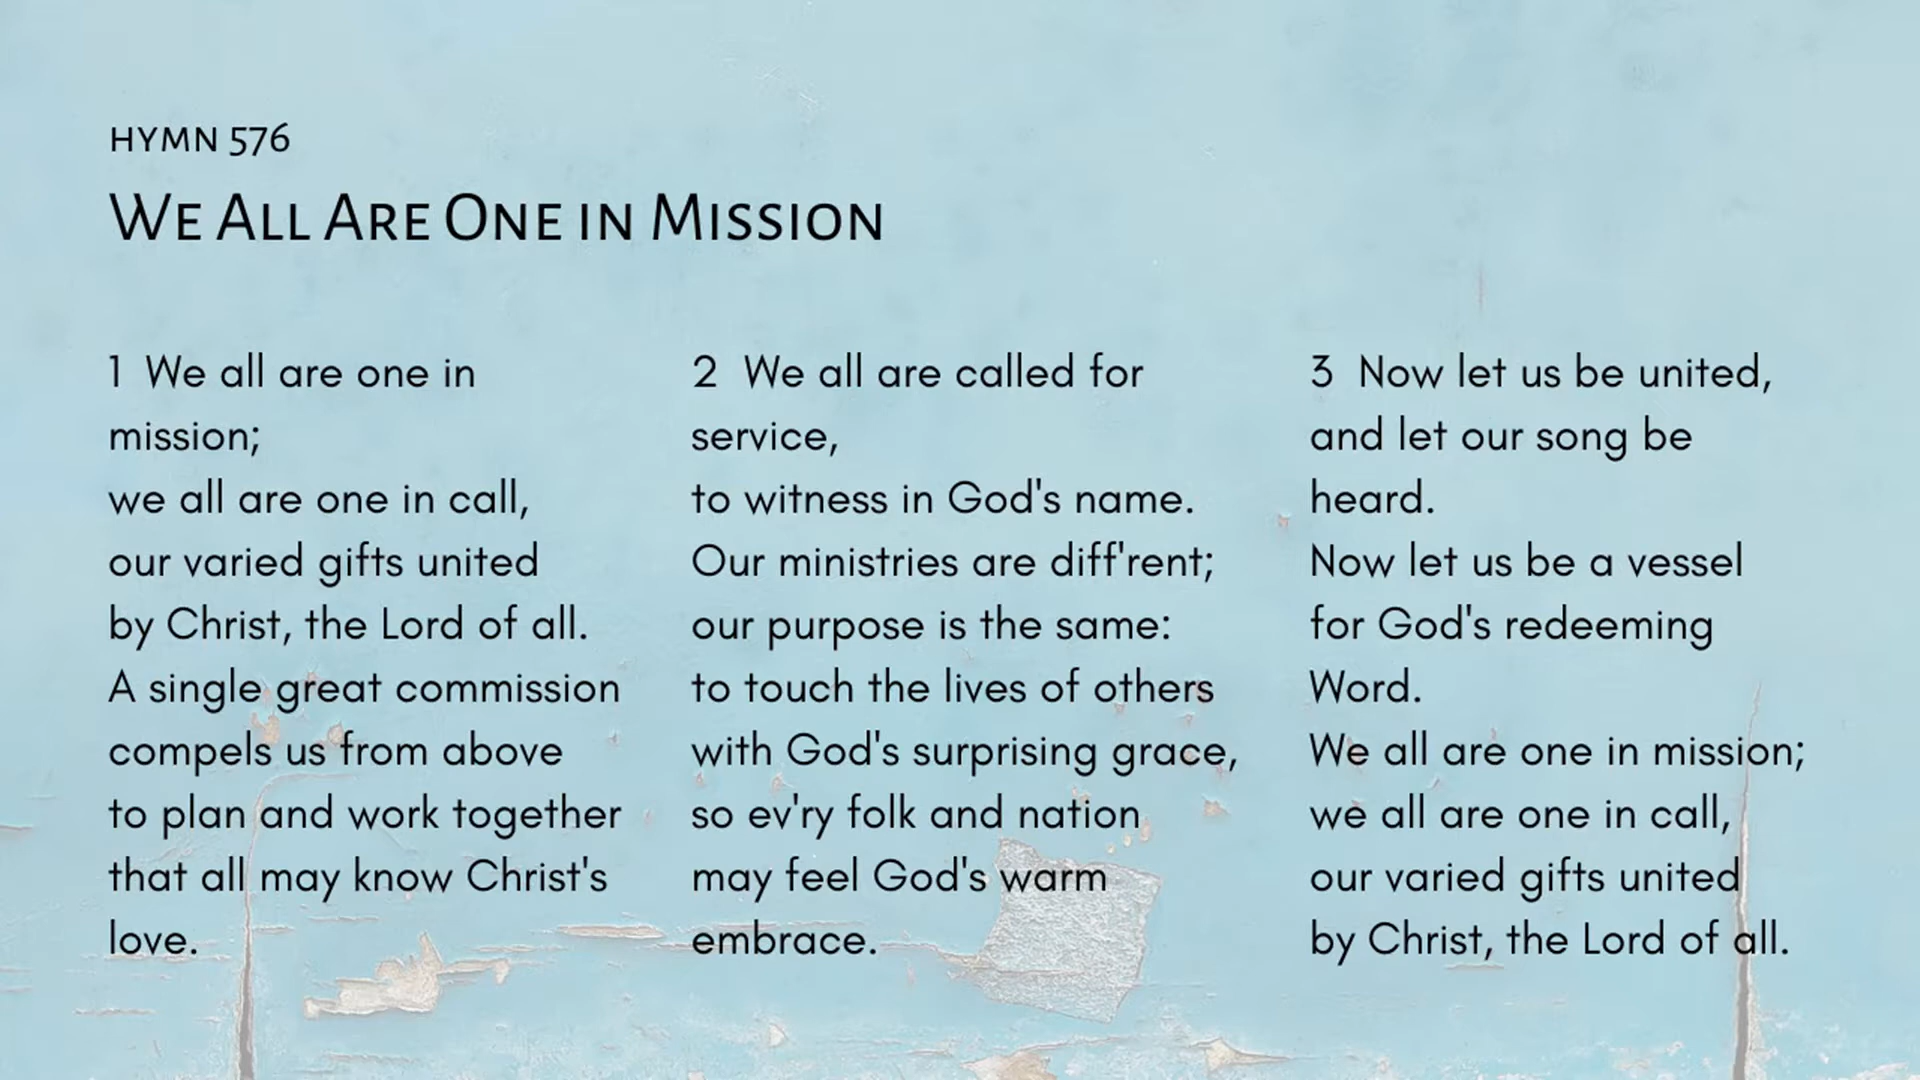 HYMN 576
WE ALL ARE ONE IN MISSION
1 We all are one in
mission;
we all are one in call,
our varied gifts united
by Christ, the Lord of all.
A single great commission
compels us from above
to plan and work together
that all may know Christ's
love.
2 We all are called for
service,
to witness in God's name.
Our ministries are diff'rent;
our purpose is the same:
to touch the lives of others
with God's surprising grace,
so ev'ry folk and nation
may feel God's warm
embrace.
3 Now let us be united,
and let our song be
heard.
Now let us be a vessel
for God's redeeming
Word.
We all are one in mission;
we all are one in call,
our varied gifts united
by Christ, the Lord of all.